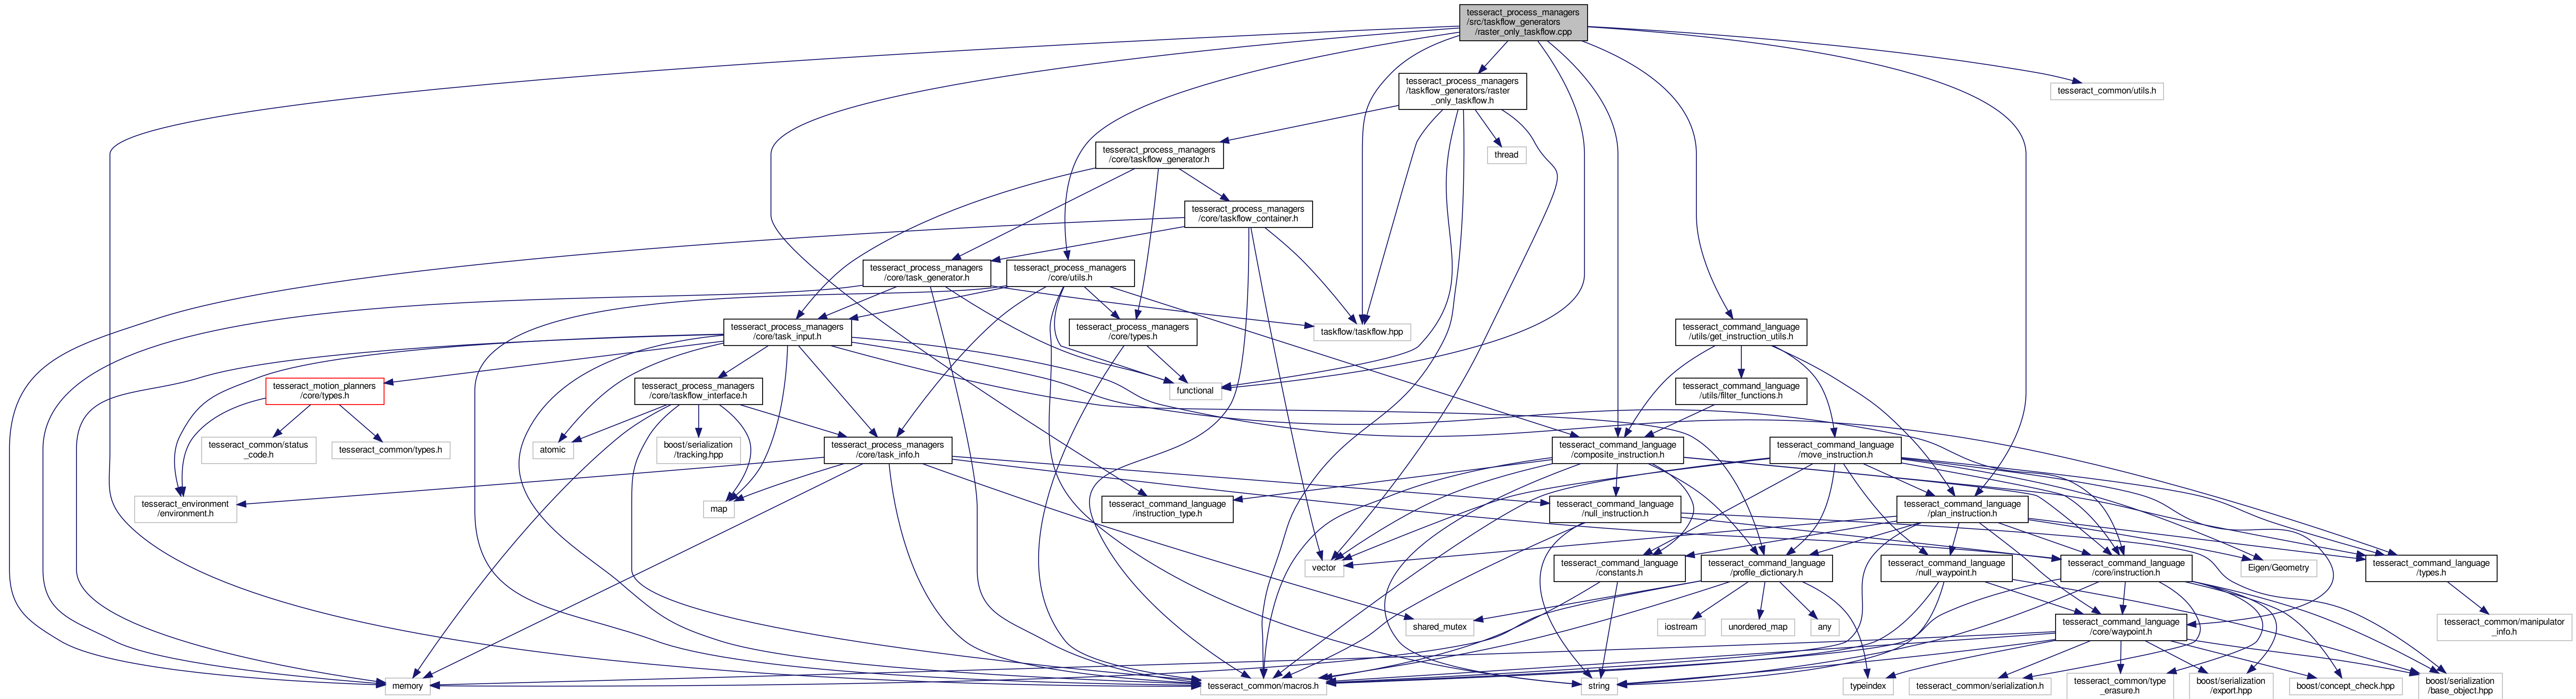 tesseract_process_managers
/src/taskflow_generators
/raster_only_taskflow.cpp
tesseract_process_managers
/taskflow_generators/raster
_only_taskflow.h
tesseract_common/utils.h
tesseract_process_managers
/core/taskflow_generator.h
thread
tesseract_process_managers
/core/taskflow_container.h
tesseract_process_managers
/core/task_generator.h
tesseract_process_managers
/core/utils.h
tesseract_process_managers
/core/task_input.h
tesseract_process_managers
/core/types.h
taskflow/taskflow.hpp
tesseract_command_language
/utils/get_instruction_utils.h
tesseract_motion_planners
/core/types.h
tesseract_process_managers
/core/taskflow_interface.h
functional
tesseract_command_language
/utils/filter_functions.h
tesseract_common/status
_code.h
tesseract_common/types.h
atomic
boost/serialization
/tracking.hpp
tesseract_process_managers
/core/task_info.h
tesseract_command_language
/composite_instruction.h
tesseract_command_language
/move_instruction.h
tesseract_environment
/environment.h
map
tesseract_command_language
/instruction_type.h
tesseract_command_language
/null_instruction.h
tesseract_command_language
/plan_instruction.h
vector
tesseract_command_language
/constants.h
tesseract_command_language
/profile_dictionary.h
tesseract_command_language
/null_waypoint.h
tesseract_command_language
/core/instruction.h
Eigen/Geometry
tesseract_command_language
/types.h
shared_mutex
iostream
unordered_map
any
tesseract_command_language
/core/waypoint.h
tesseract_common/manipulator
_info.h
memory
tesseract_common/macros.h
string
typeindex
tesseract_common/serialization.h
tesseract_common/type
_erasure.h
boost/serialization
/export.hpp
boost/concept_check.hpp
boost/serialization
/base_object.hpp